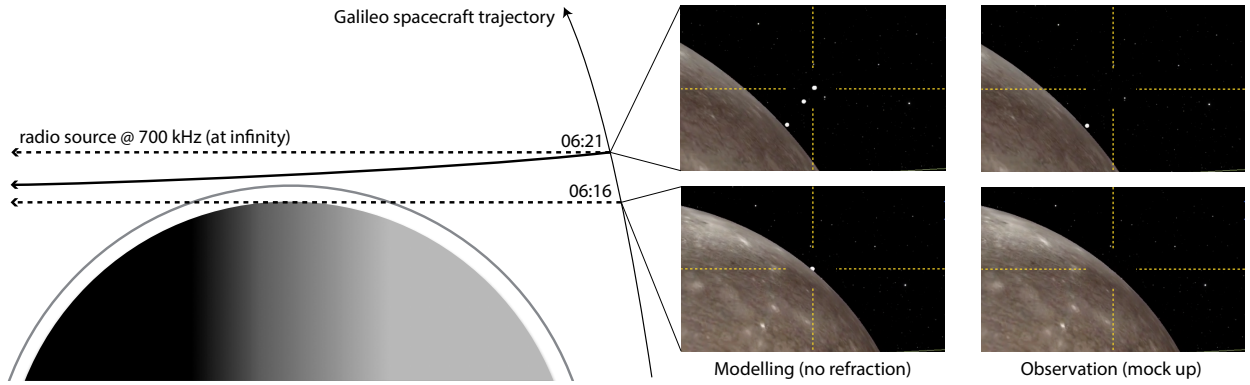 Galileo spacecraft trajectory
radio source @ 700 kHz (at infinity)
06:21
06:16
Modelling (no refraction)
Observation (mock up)